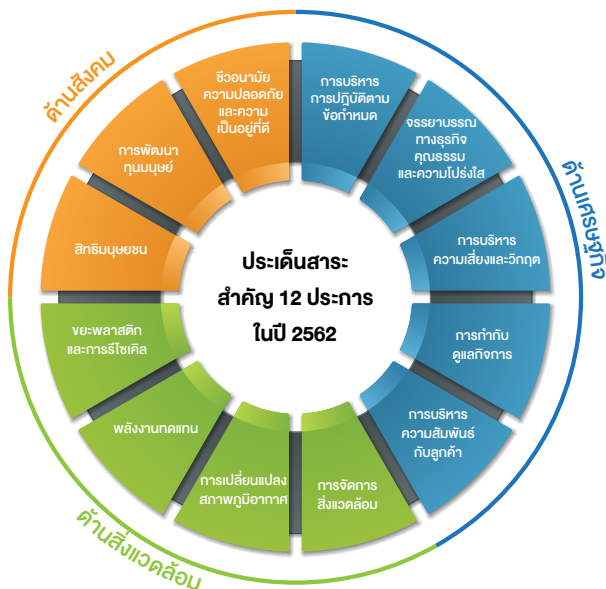 ด้านสังคม
ด้านเศรษฐกิจ
ด้านสิ่งแวดล้อม
ประเด็นสาระ
สำคัญ 12 ประการ
ในปี 2562
การบริหาร
การปฏิบัติตาม
ข้อกำหนด
จรรยาบรรณ
ทางธุรกิจ
คุณธรรม
และความโปร่งใส
การบริหาร
ความเสี่ยงและวิกฤต
การกำกับ
ดูแลกิจการ
การบริหาร
ความสัมพันธ์
กับลูกค้า
การจัดการ
สิ่งแวดล้อม
การเปลี่ยนแปลง
สภาพภูมิอากาศ
พลังงานทดแทน
ขยะพลาสติก
และการรีไซเคิล
สิทธิมนุษยชน
การพัฒนา
ทุนมนุษย์
ชีวอนามัย
ความปลอดภัย
และความ
เป็นอยู่ที่ดี